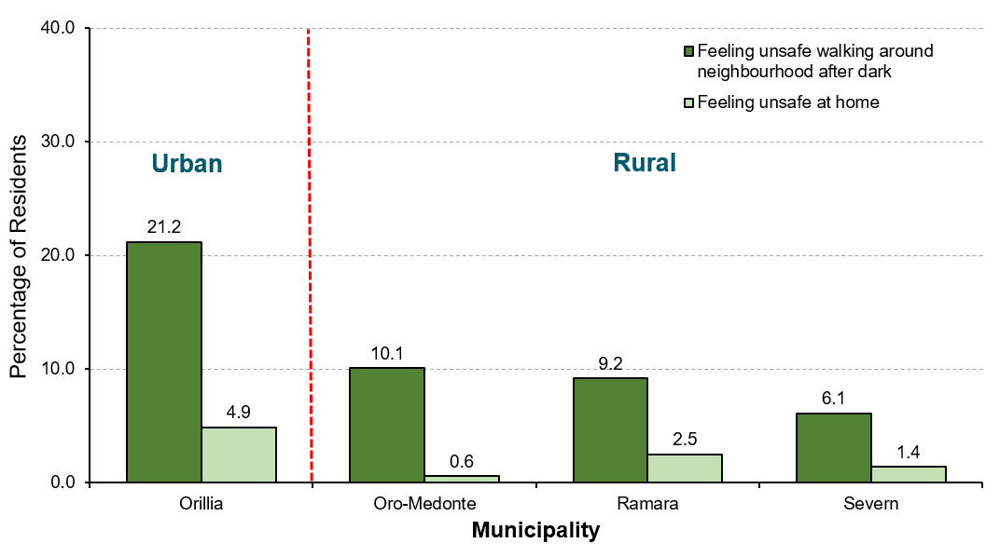 Percentage of Residents
40.0
30.0
20.0
10.0
0.0
Feeling unsafe walking around
neighbourhood after dark
Feeling unsafe at home
Urban
Rural
21.2
4.9
10.1
0.6
9.2
2.5
6.1
1.4
Orillia
Oro-Medonte
Ramara
Severn
Municipality